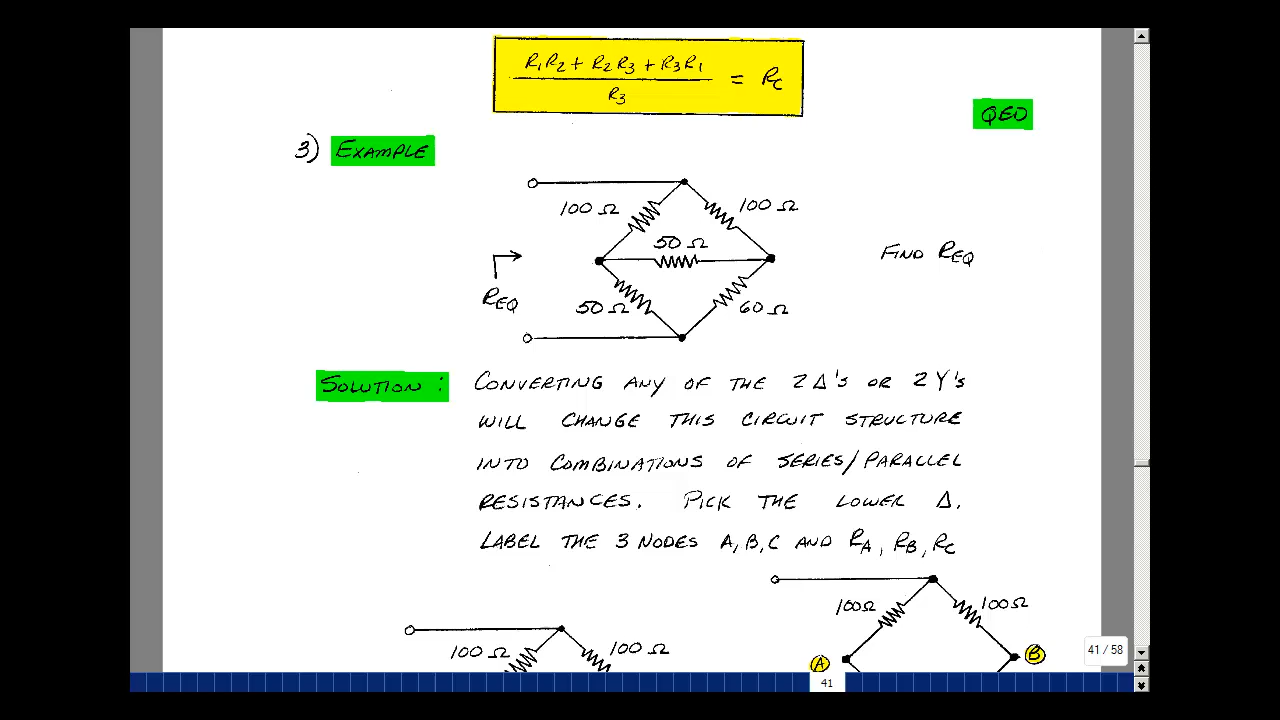 R1R2 + R2R3 + R3R1
R3
= RC
QED
3) EXAMPLE
100 Ω
100 Ω
50 Ω
FIND REQ
REQ
50 Ω
60 Ω
SOLUTION:
CONVERTING ANY OF THE 2 Δ'S OR 2 Y'S
WILL CHANGE THIS CIRCUIT STRUCTURE
INTO COMBINATIONS OF SERIES/PARALLEL
RESISTANCES. PICK THE LOWER Δ.
LABEL THE 3 NODES A, B, C AND RA, RB, RC
100Ω
100Ω
100 Ω
100 Ω
A
B
41 / 58
41